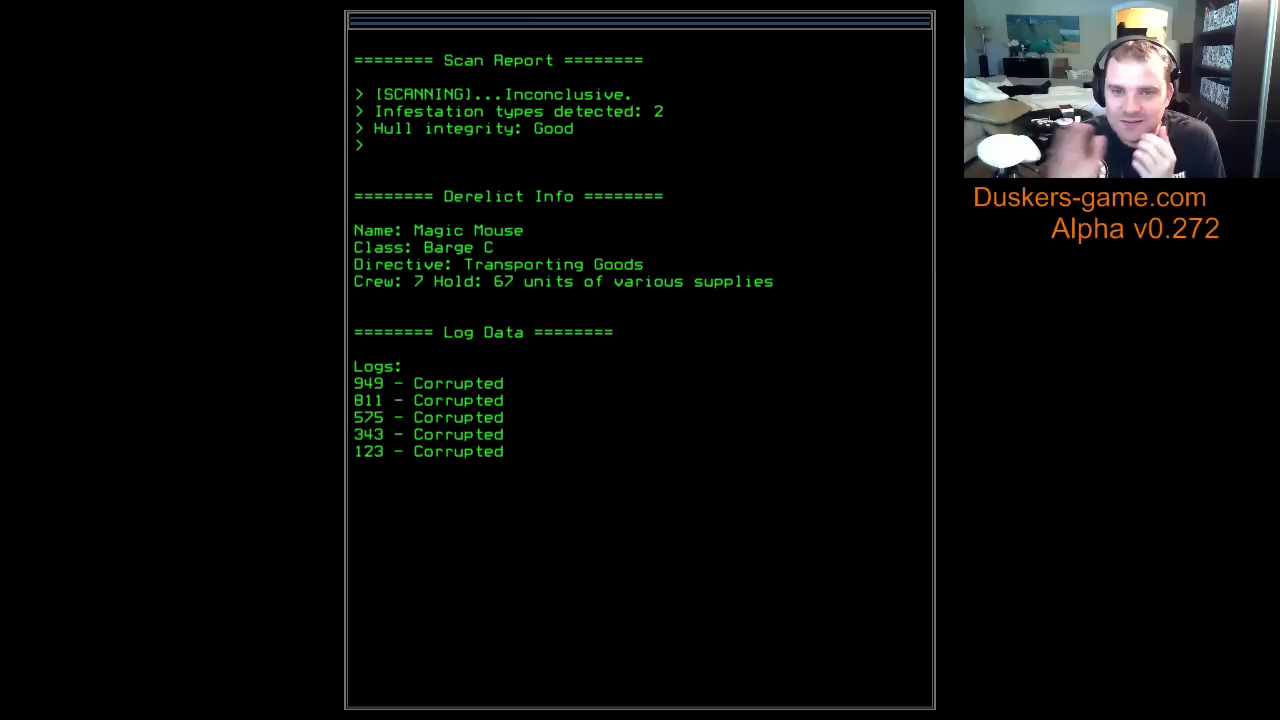 ======== Scan Report ========
> [SCANNING]...Inconclusive.
> Infestation types detected: 2
> Hull integrity: Good
>
======== Derelict Info ========
Name: Magic Mouse
Class: Barge C
Directive: Transporting Goods
Crew: 7 Hold: 67 units of various supplies
======== Log Data ========
Logs:
949 - Corrupted
811 - Corrupted
575 - Corrupted
343 - Corrupted
123 - Corrupted
Duskers-game.com
Alpha v0.272